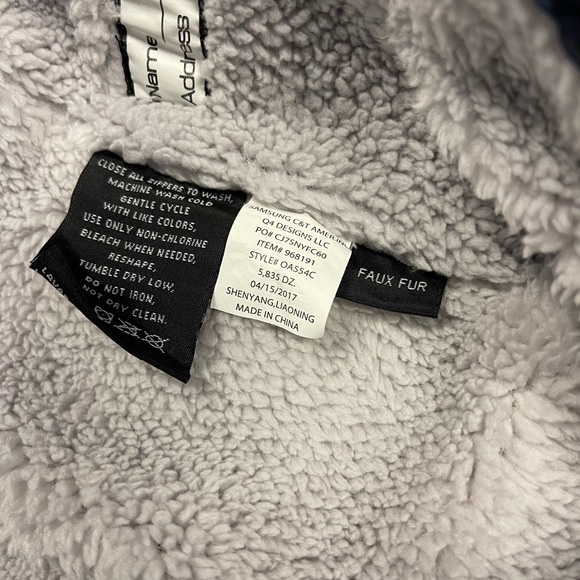 Name
Address
CLOSE ALL ZIPPERS TO WASH,
MACHINE WASH COLD
GENTLE CYCLE
WITH LIKE COLORS,
USE ONLY NON-CHLORINE
BLEACH WHEN NEEDED,
RESHAPE,
TUMBLE DRY LOW,
DO NOT IRON,
NOT DRY CLEAN.
SAMSUNG C&T AMERICA
Q4 DESIGNS LLC
PO# CJ75NYFC60
ITEM# 968191
STYLE# OA554C
5,835 DZ.
04/15/2017
SHENYANG,LIAONING
MADE IN CHINA
FAUX FUR